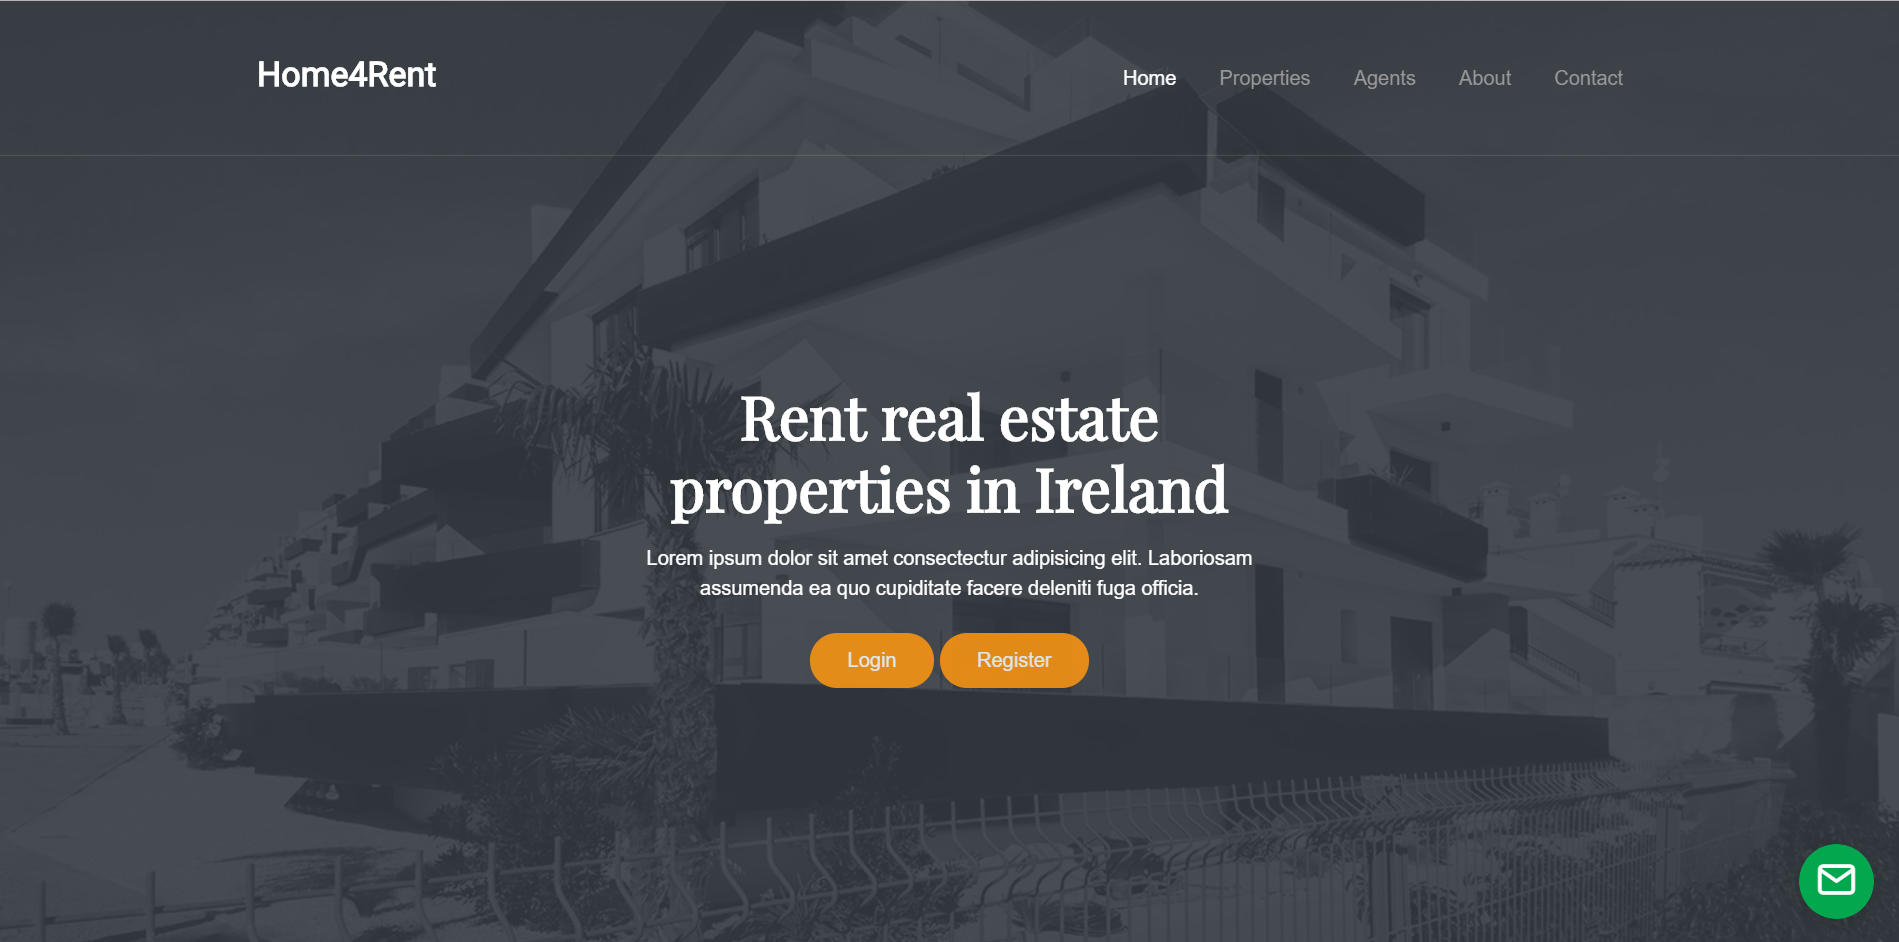 Home4Rent
Home Properties Agents About Contact
Rent real estate
properties in Ireland
Lorem ipsum dolor sit amet consectectur adipisicing elit. Laboriosam
assumenda ea quo cupiditate facere deleniti fuga officia.
Login Register